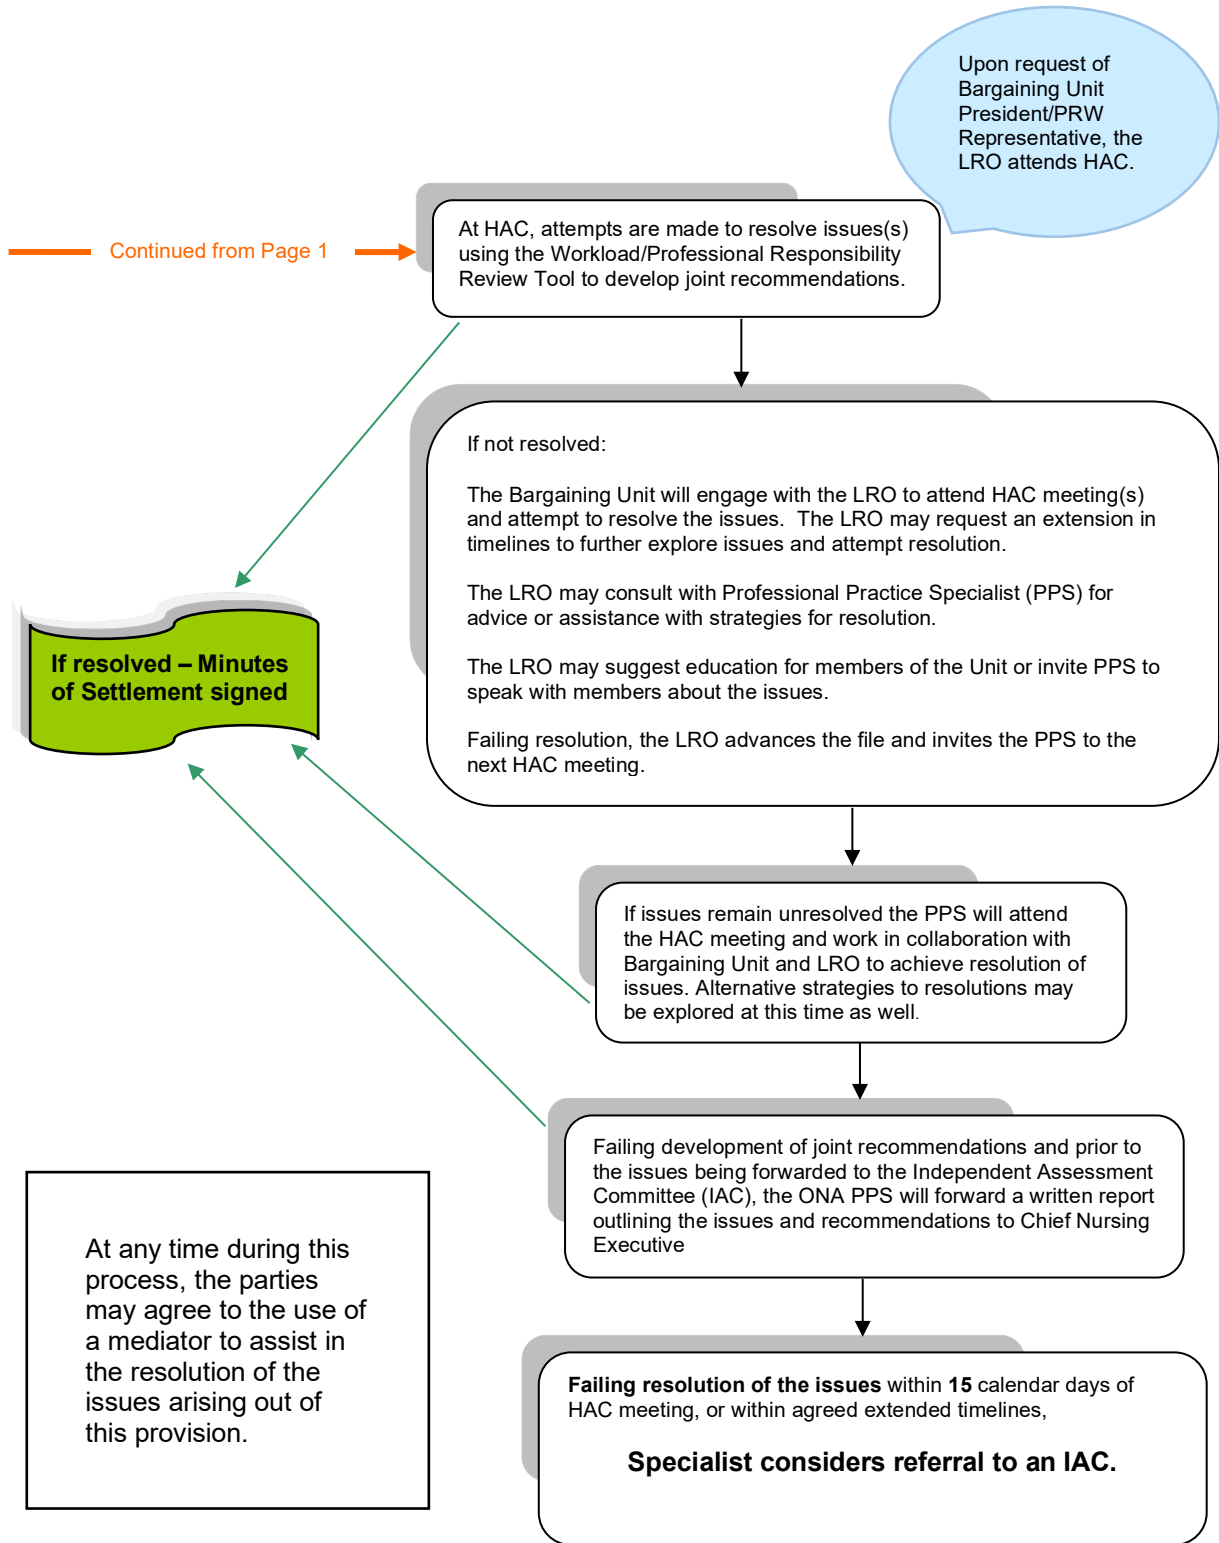 Upon request of
Bargaining Unit
President/PRW
Representative, the
LRO attends HAC.
Continued from Page 1
At HAC, attempts are made to resolve issues(s)
using the Workload/Professional Responsibility
Review Tool to develop joint recommendations.
If not resolved:
The Bargaining Unit will engage with the LRO to attend HAC meeting(s)
and attempt to resolve the issues.  The LRO may request an extension in
timelines to further explore issues and attempt resolution.
The LRO may consult with Professional Practice Specialist (PPS) for
advice or assistance with strategies for resolution.
The LRO may suggest education for members of the Unit or invite PPS to
speak with members about the issues.
Failing resolution, the LRO advances the file and invites the PPS to the
next HAC meeting.
If resolved – Minutes
of Settlement signed
If issues remain unresolved the PPS will attend
the HAC meeting and work in collaboration with
Bargaining Unit and LRO to achieve resolution of
issues. Alternative strategies to resolutions may
be explored at this time as well.
Failing development of joint recommendations and prior to
the issues being forwarded to the Independent Assessment
Committee (IAC), the ONA PPS will forward a written report
outlining the issues and recommendations to Chief Nursing
Executive
At any time during this
process, the parties
may agree to the use of
a mediator to assist in
the resolution of the
issues arising out of
this provision.
Failing resolution of the issues within 15 calendar days of
HAC meeting, or within agreed extended timelines,
Specialist considers referral to an IAC.